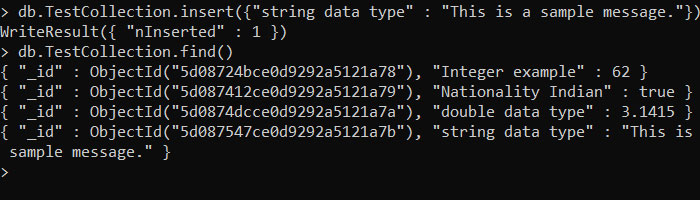 > db.TestCollection.insert({"string data type" : "This is a sample message."})
WriteResult({ "nInserted" : 1 })
> db.TestCollection.find()
{ "_id" : ObjectId("5d08724bce0d9292a5121a78"), "Integer example" : 62 }
{ "_id" : ObjectId("5d087412ce0d9292a5121a79"), "Nationality Indian" : true }
{ "_id" : ObjectId("5d0874dcce0d9292a5121a7a"), "double data type" : 3.1415 }
{ "_id" : ObjectId("5d087547ce0d9292a5121a7b"), "string data type" : "This is
 sample message." }
>